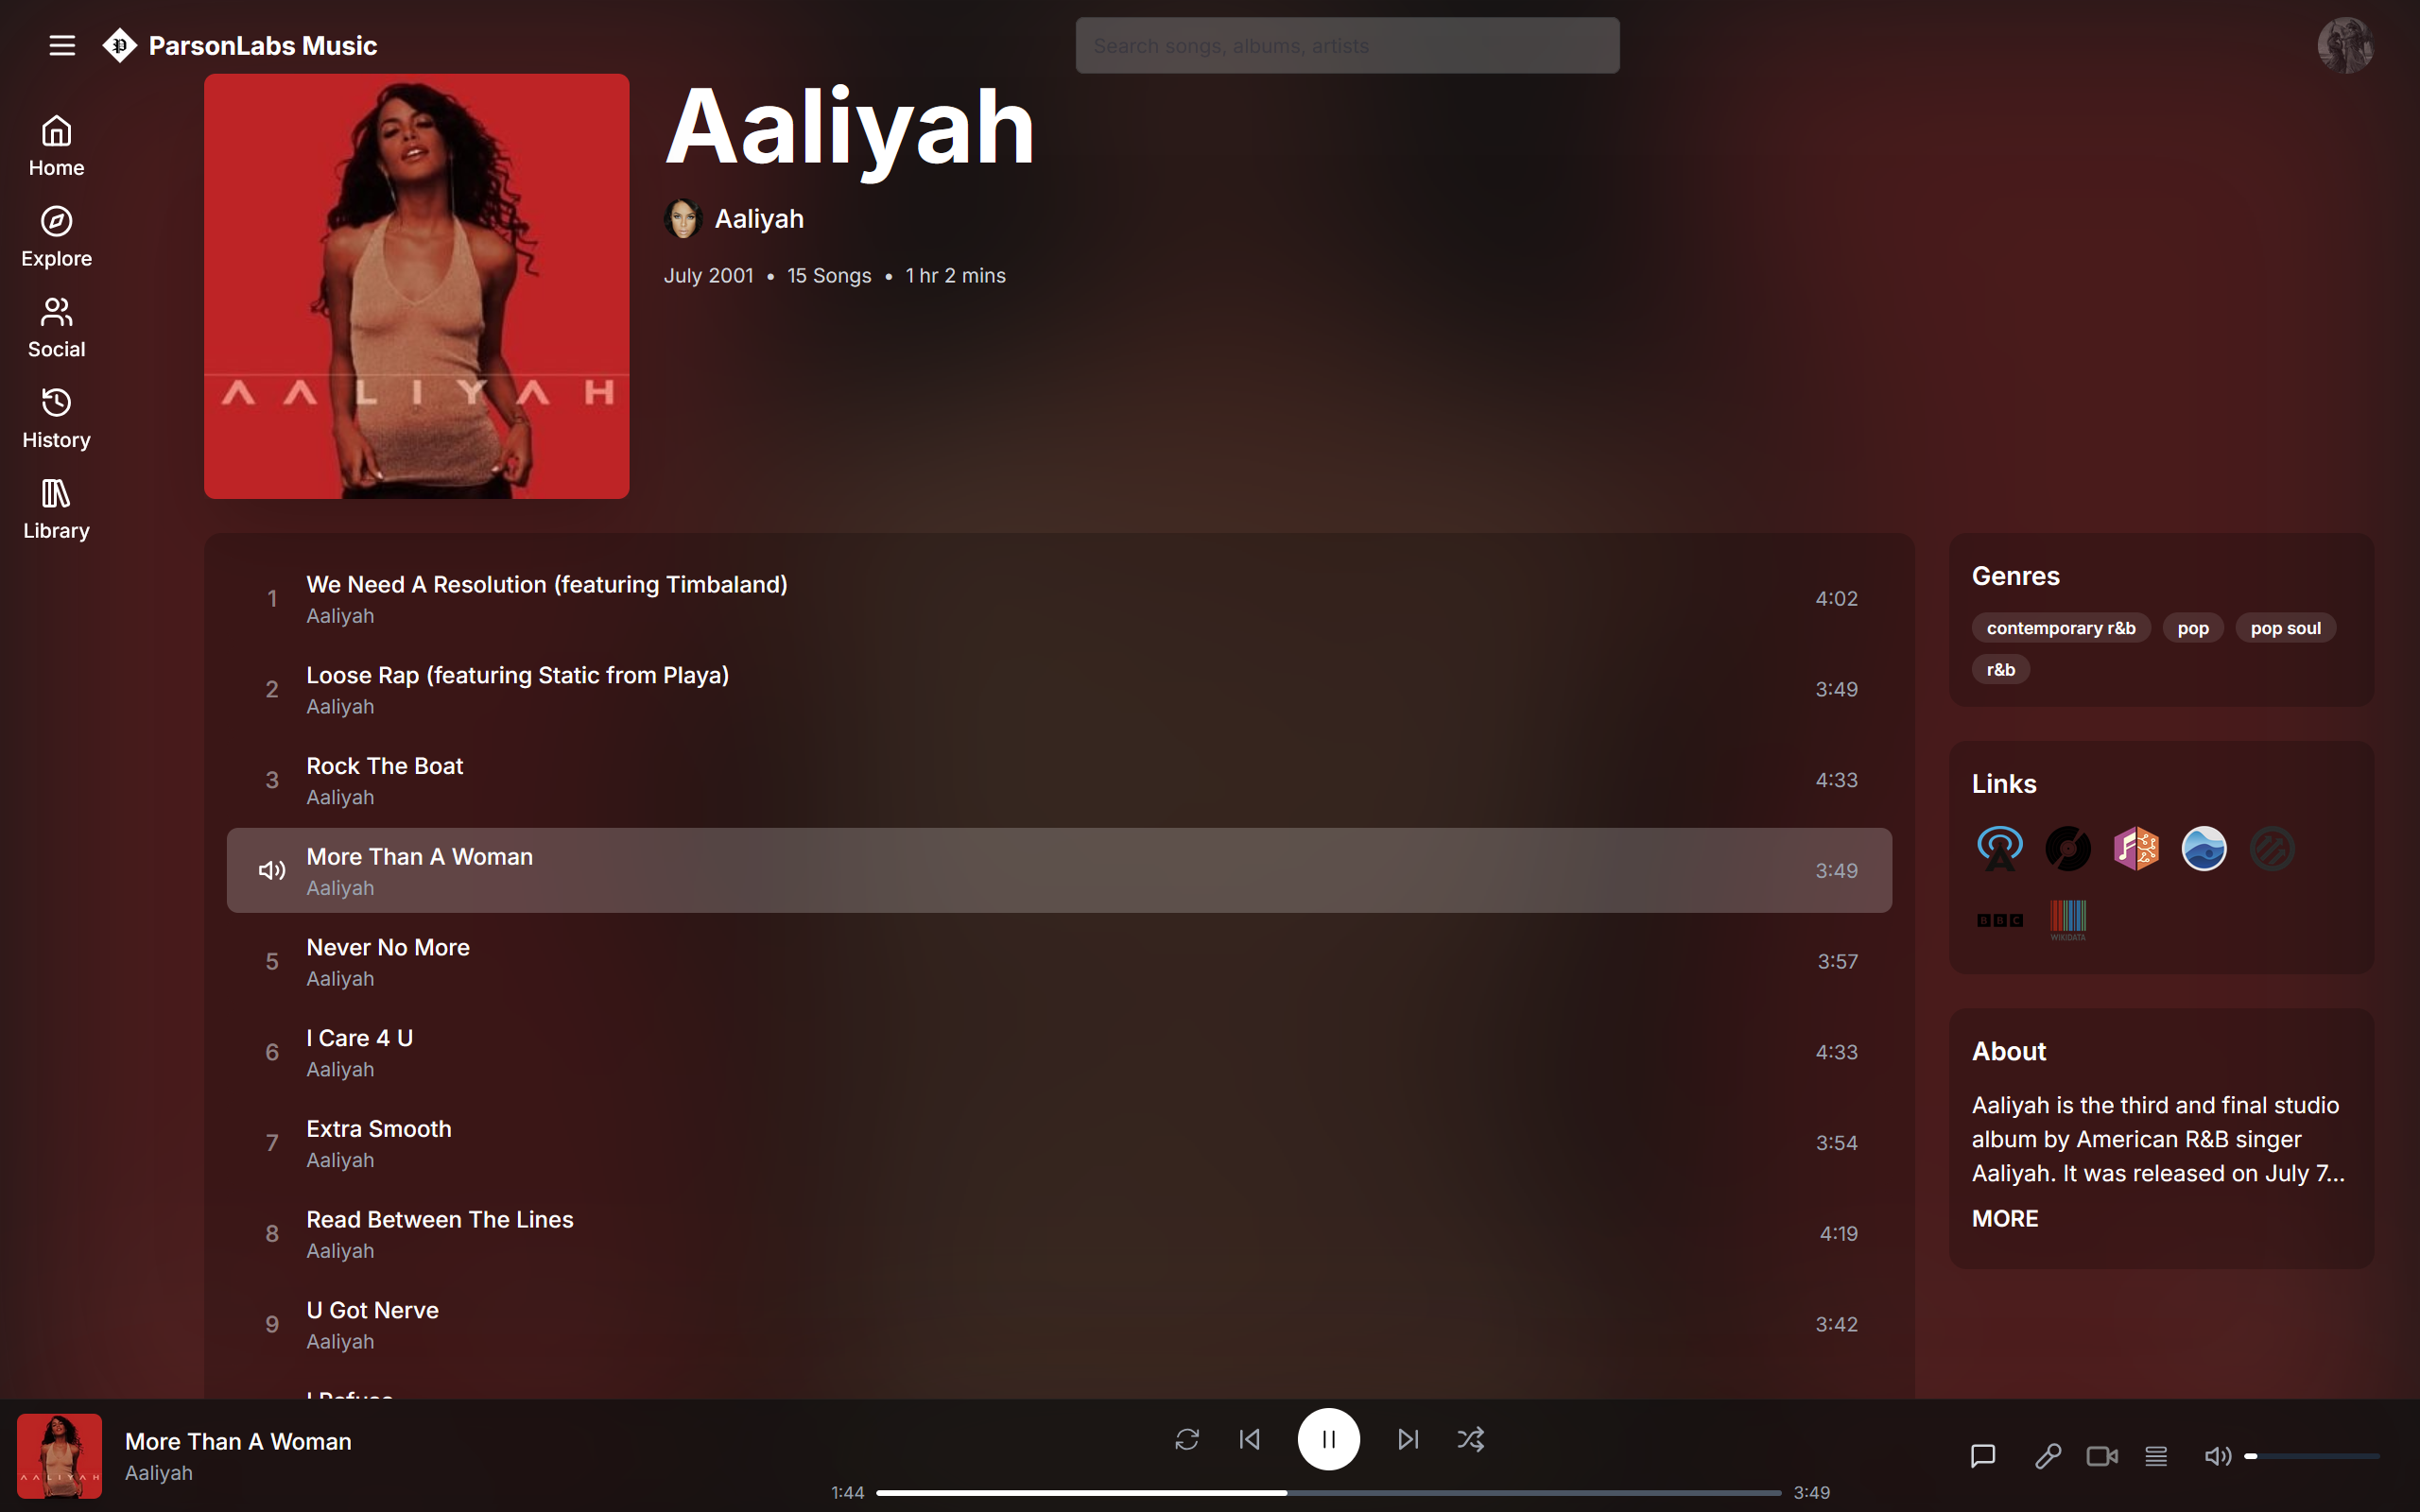 ParsonLabs Music
Search songs, albums, artists
Home
Explore
Social
History
Library
AALIYAH
Aaliyah
Aaliyah
July 2001 • 15 Songs • 1 hr 2 mins
1 We Need A Resolution (featuring Timbaland) 4:02
Aaliyah
2 Loose Rap (featuring Static from Playa) 3:49
Aaliyah
3 Rock The Boat 4:33
Aaliyah
More Than A Woman 3:49
Aaliyah
5 Never No More 3:57
Aaliyah
6 I Care 4 U 4:33
Aaliyah
7 Extra Smooth 3:54
Aaliyah
8 Read Between The Lines 4:19
Aaliyah
9 U Got Nerve 3:42
Aaliyah
I Refuse
Genres
contemporary r&b pop pop soul
r&b
Links
BBC WIKIDATA
About
Aaliyah is the third and final studio
album by American R&B singer
Aaliyah. It was released on July 7...
MORE
AALIYAH
More Than A Woman
Aaliyah
1:44 3:49